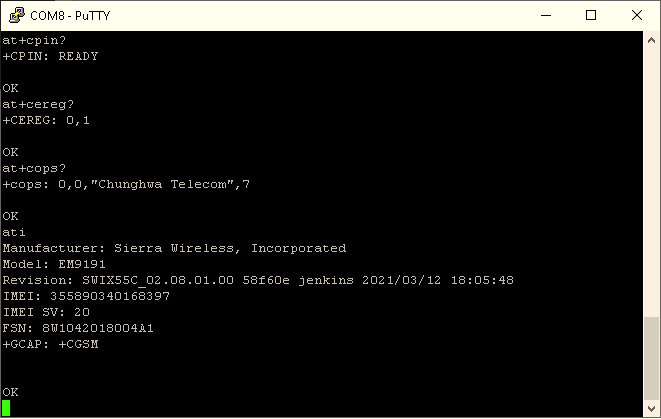 COM8 - PuTTY
at+cpin?
+CPIN: READY
OK
at+cereg?
+CEREG: 0,1
OK
at+cops?
+cops: 0,0,"Chunghwa Telecom",7
OK
ati
Manufacturer: Sierra Wireless, Incorporated
Model: EM9191
Revision: SWIX55C_02.08.01.00 58f60e jenkins 2021/03/12 18:05:48
IMEI: 355890340168397
IMEI SV: 20
FSN: 8W1042018004A1
+GCAP: +CGSM
OK